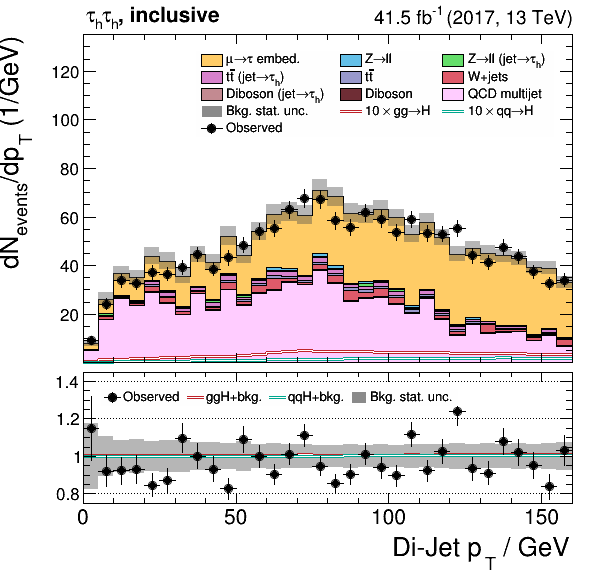 τhτh, inclusive 41.5 fb-1 (2017, 13 TeV)
dNevents/dpT (1/GeV)
120
100
80
60
40
20
μ→τ embed. Z→ll Z→ll (jet→τh)
tt̄ (jet→τh) tt̄ W+jets
Diboson (jet→τh) Diboson QCD multijet
Bkg. stat. unc. 10 × gg→H 10 × qq→H
Observed
1.4
1.2
1
0.8
Observed ggH+bkg. qqH+bkg. Bkg. stat. unc.
0 50 100 150
Di-Jet pT / GeV